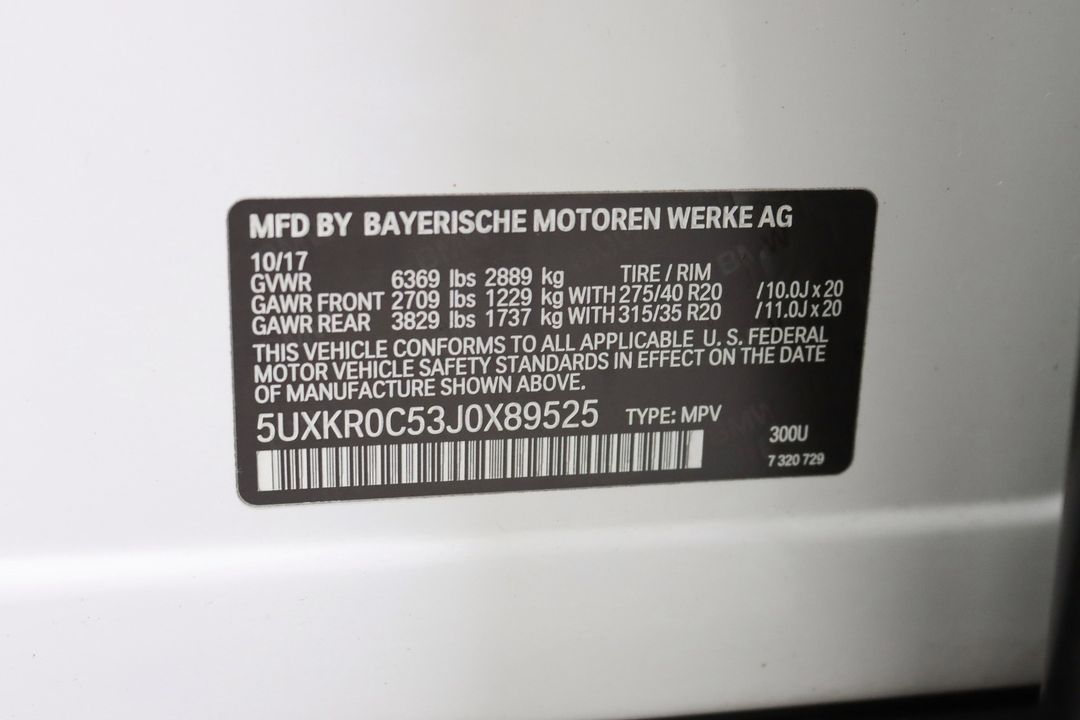 MFD BY BAYERISCHE MOTOREN WERKE AG
10/17
GVWR 6369 lbs 2889 kg TIRE / RIM
GAWR FRONT 2709 lbs 1229 kg WITH 275/40 R20 /10.0J x 20
GAWR REAR 3829 lbs 1737 kg WITH 315/35 R20 /11.0J x 20
THIS VEHICLE CONFORMS TO ALL APPLICABLE U. S. FEDERAL
MOTOR VEHICLE SAFETY STANDARDS IN EFFECT ON THE DATE
OF MANUFACTURE SHOWN ABOVE.
5UXKR0C53J0X89525 TYPE: MPV
300U
7 320 729